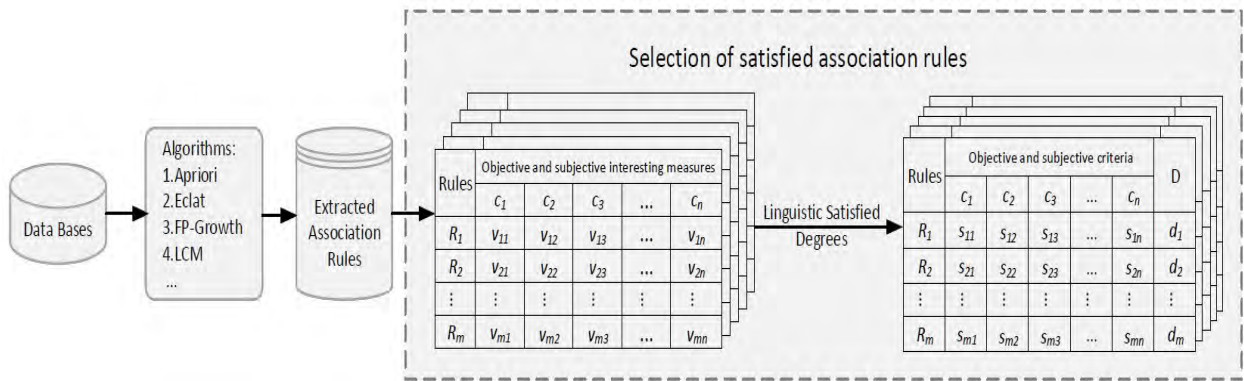 Selection of satisfied association rules
Data Bases
Algorithms:
1.Apriori
2.Eclat
3.FP-Growth
4.LCM
...
Extracted
Association
Rules
Rules
Objective and subjective interesting measures
c1 c2 c3 ... cn
R1 v11 v12 v13 ... v1n
R2 v21 v22 v23 ... v2n
⋮ ⋮ ⋮ ⋮ ⋮ ⋮
Rm vm1 vm2 vm3 ... vmn
Linguistic Satisfied
Degrees
Rules
Objective and subjective criteria
D
c1 c2 c3 ... cn
R1 s11 s12 s13 ... s1n d1
R2 s21 s22 s23 ... s2n d2
⋮ ⋮ ⋮ ⋮ ⋮ ⋮ ⋮
Rm sm1 sm2 sm3 ... smn dm